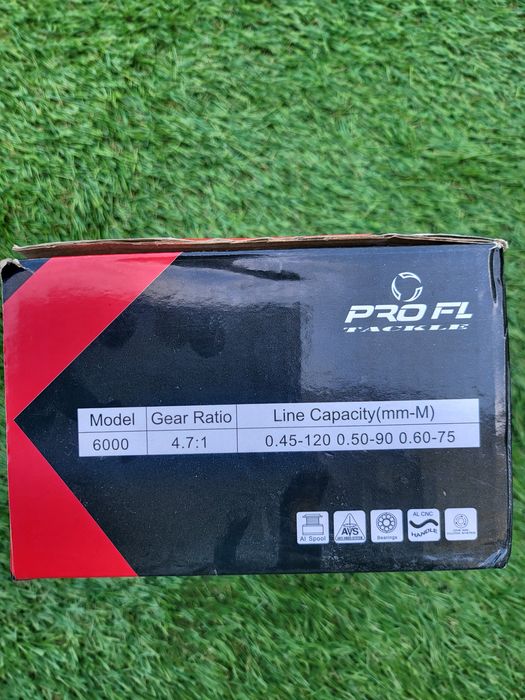 PRO FL
TACKLE
Model Gear Ratio Line Capacity(mm-M)
6000 4.7:1 0.45-120 0.50-90 0.60-75
Al Spool
AVS
Bearings
AL CNC
HANDLE